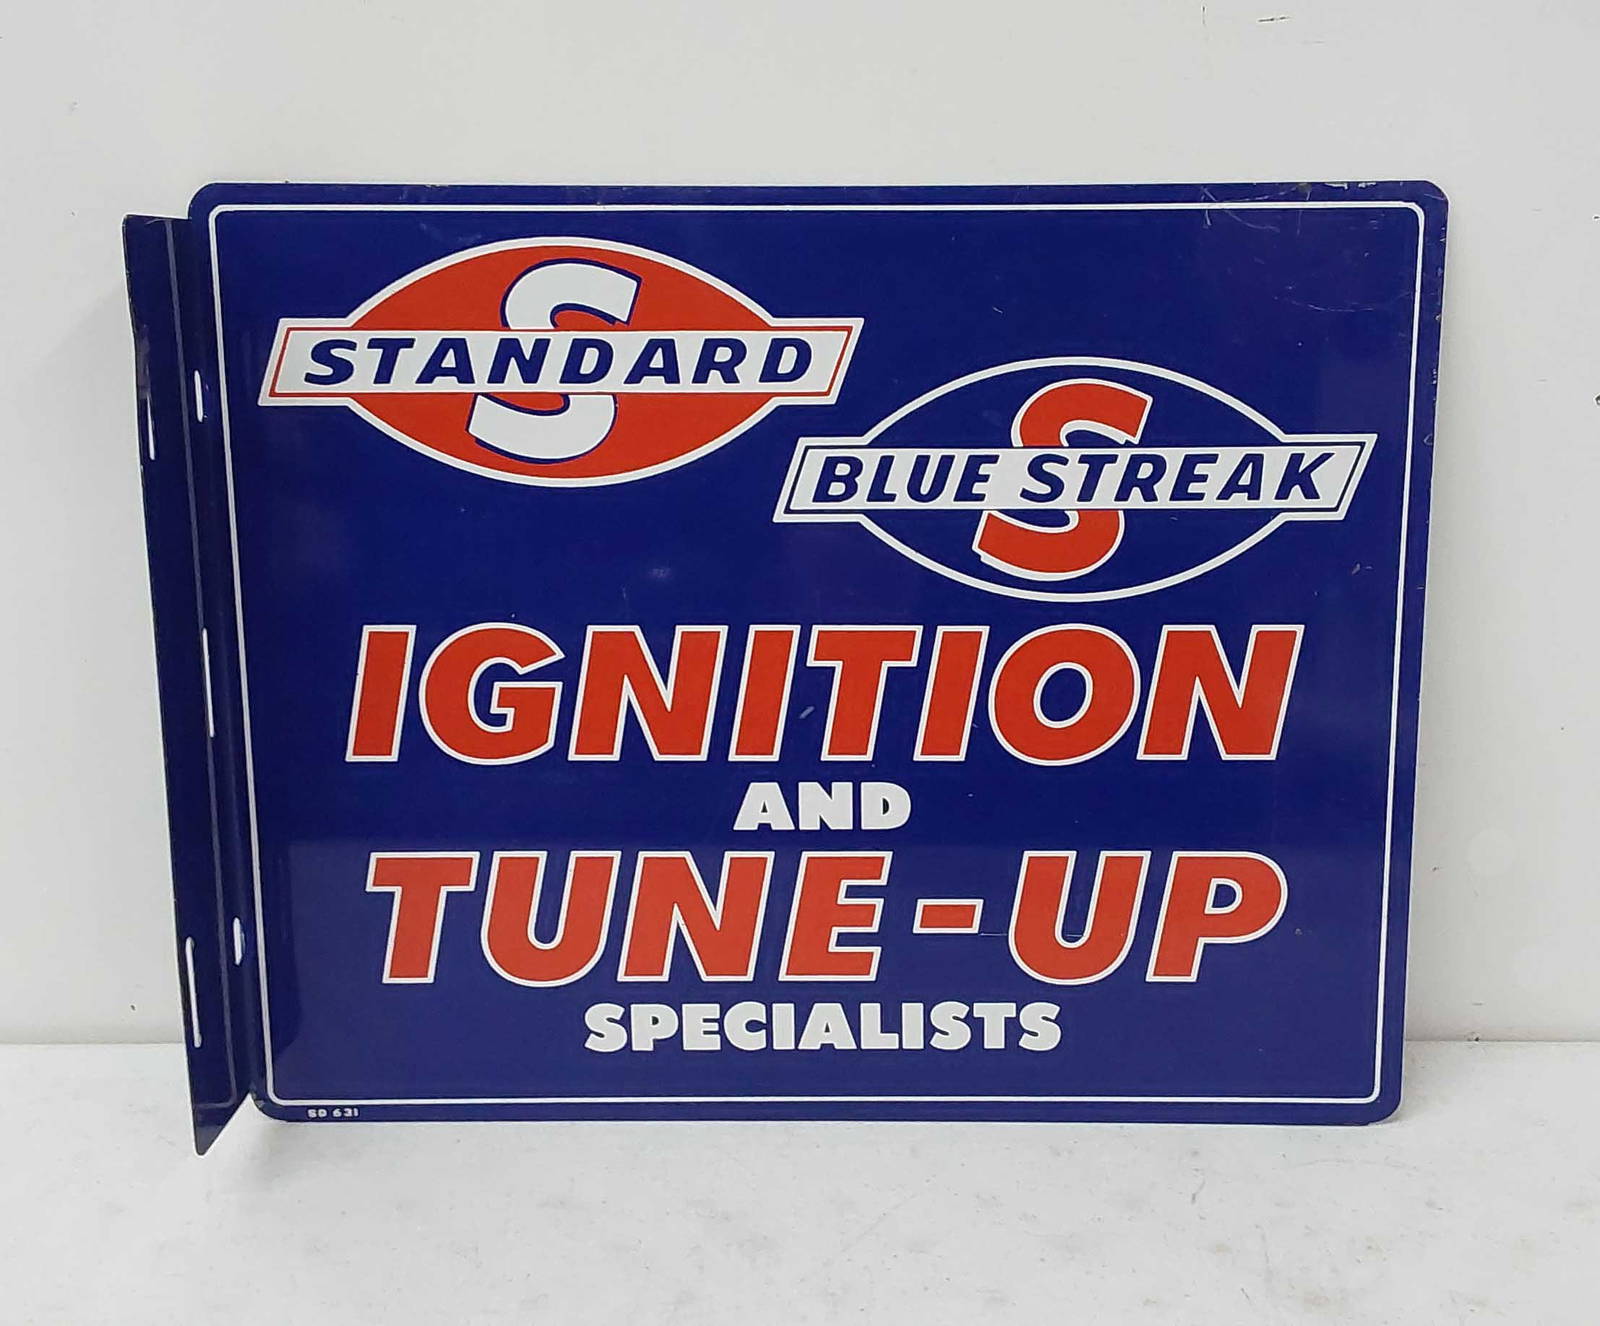 S
STANDARD
S
BLUE STREAK
IGNITION
AND
TUNE-UP
SPECIALISTS
SD 631